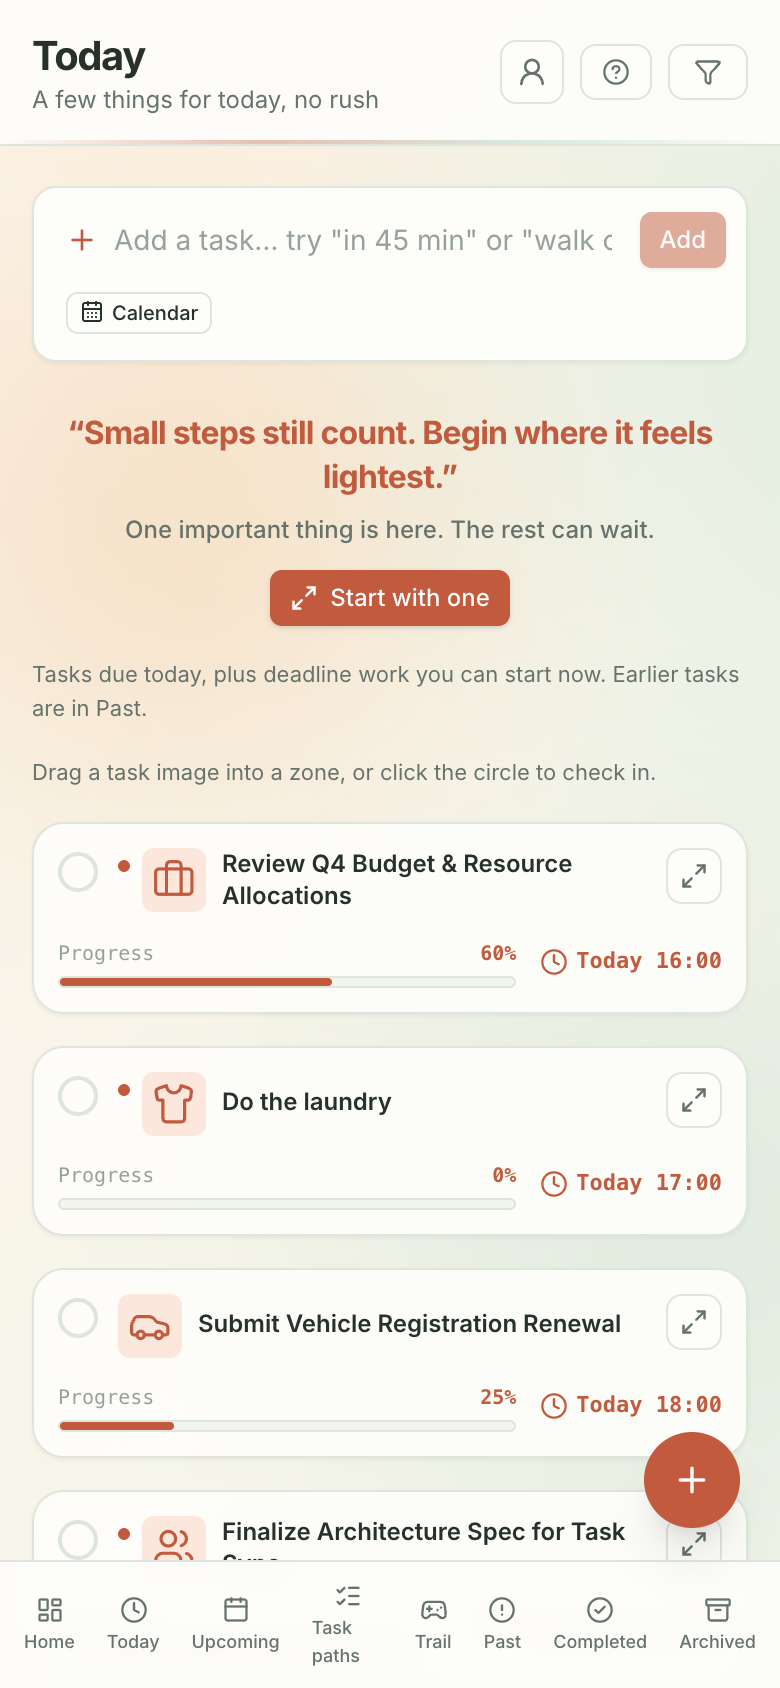 Today
A few things for today, no rush
Add a task... try "in 45 min" or "walk
Add
Calendar
“Small steps still count. Begin where it feels
lightest.”
One important thing is here. The rest can wait.
Start with one
Tasks due today, plus deadline work you can start now. Earlier tasks
are in Past.
Drag a task image into a zone, or click the circle to check in.
Review Q4 Budget & Resource
Allocations
Progress
60%
Today 16:00
Do the laundry
Progress
0%
Today 17:00
Submit Vehicle Registration Renewal
Progress
25%
Today 18:00
Finalize Architecture Spec for Task
Home
Today
Upcoming
Task
paths
Trail
Past
Completed
Archived